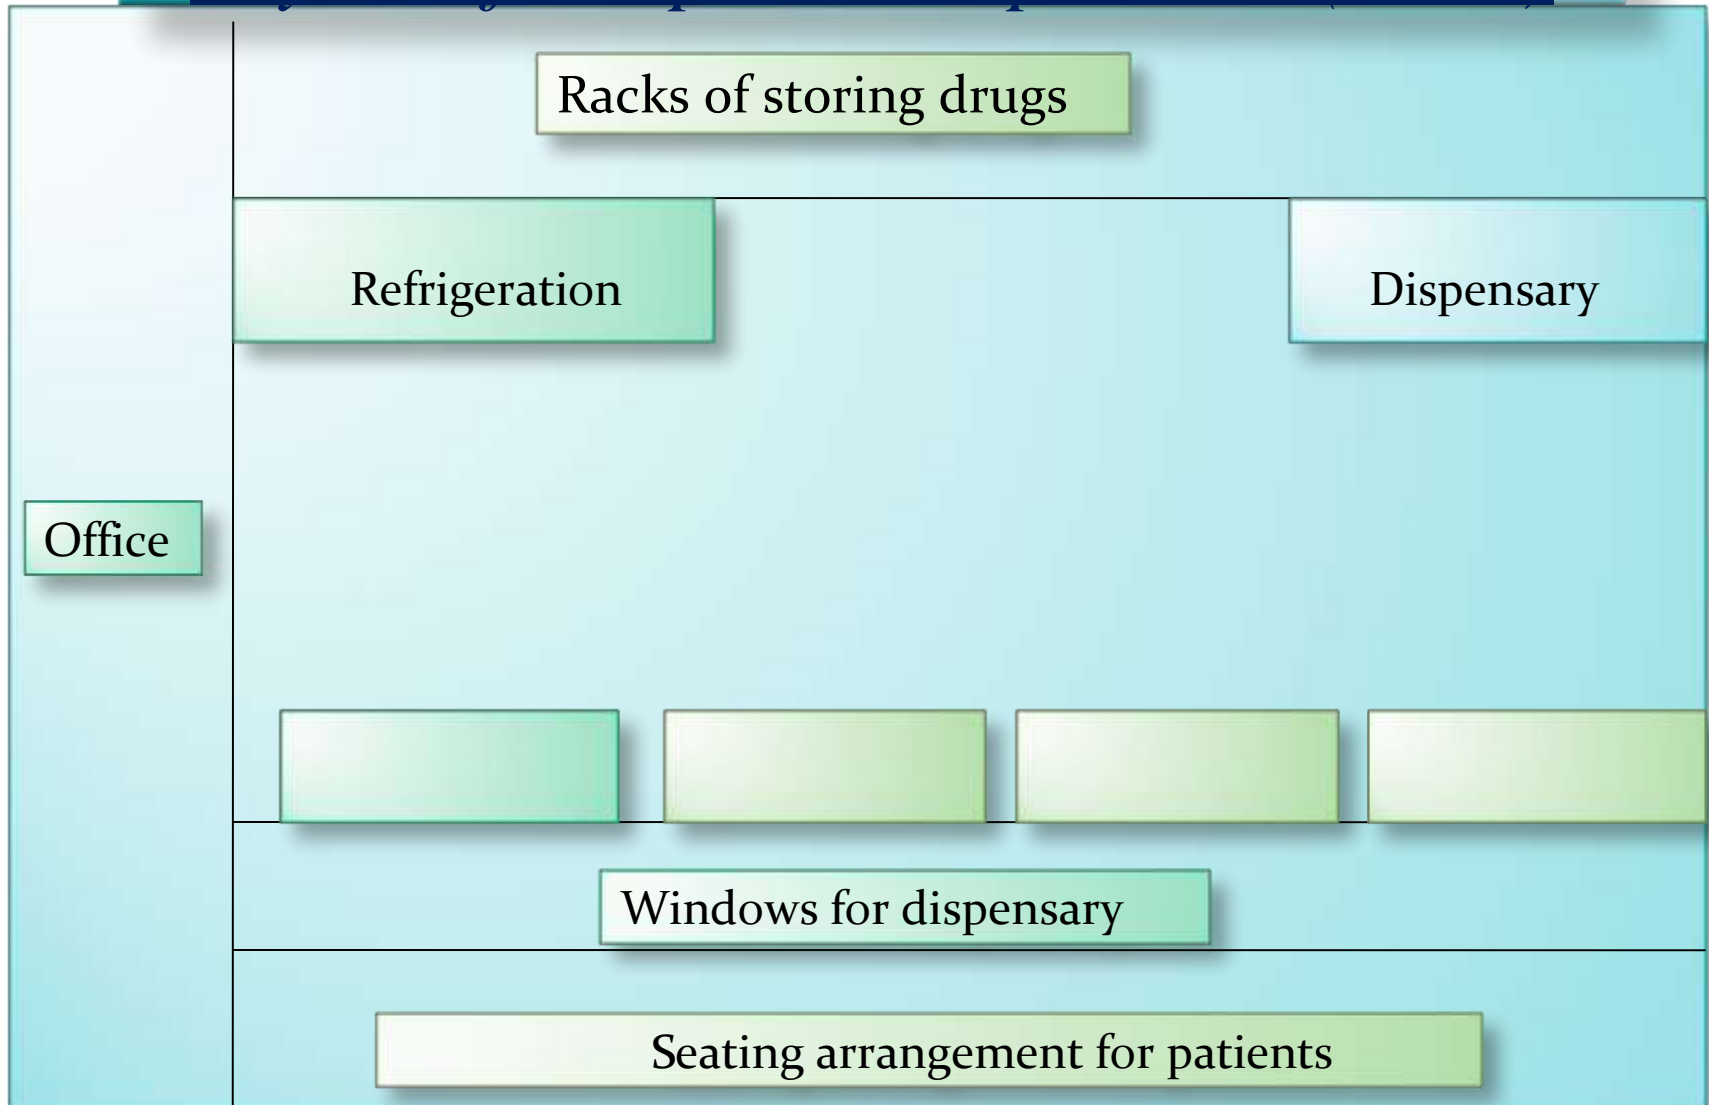 Racks of storing drugs
Refrigeration
Dispensary
Office
Windows for dispensary
Seating arrangement for patients